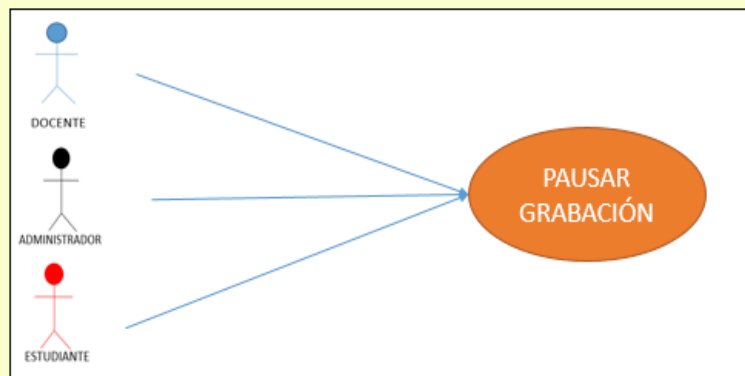 DOCENTE
ADMINISTRADOR
ESTUDIANTE
PAUSAR
GRABACIÓN